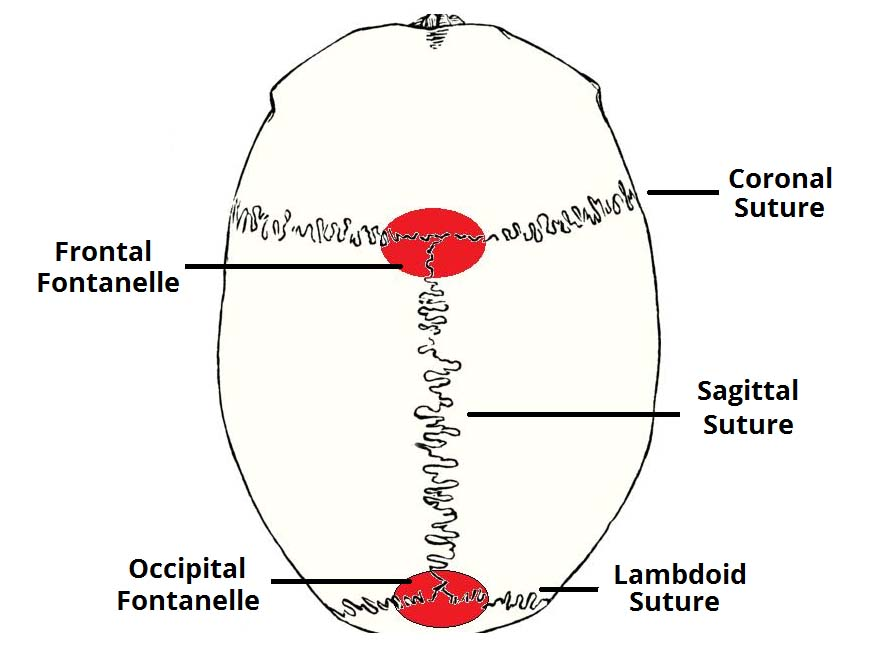 Coronal
Suture
Frontal
Fontanelle
Sagittal
Suture
Occipital
Fontanelle
Lambdoid
Suture